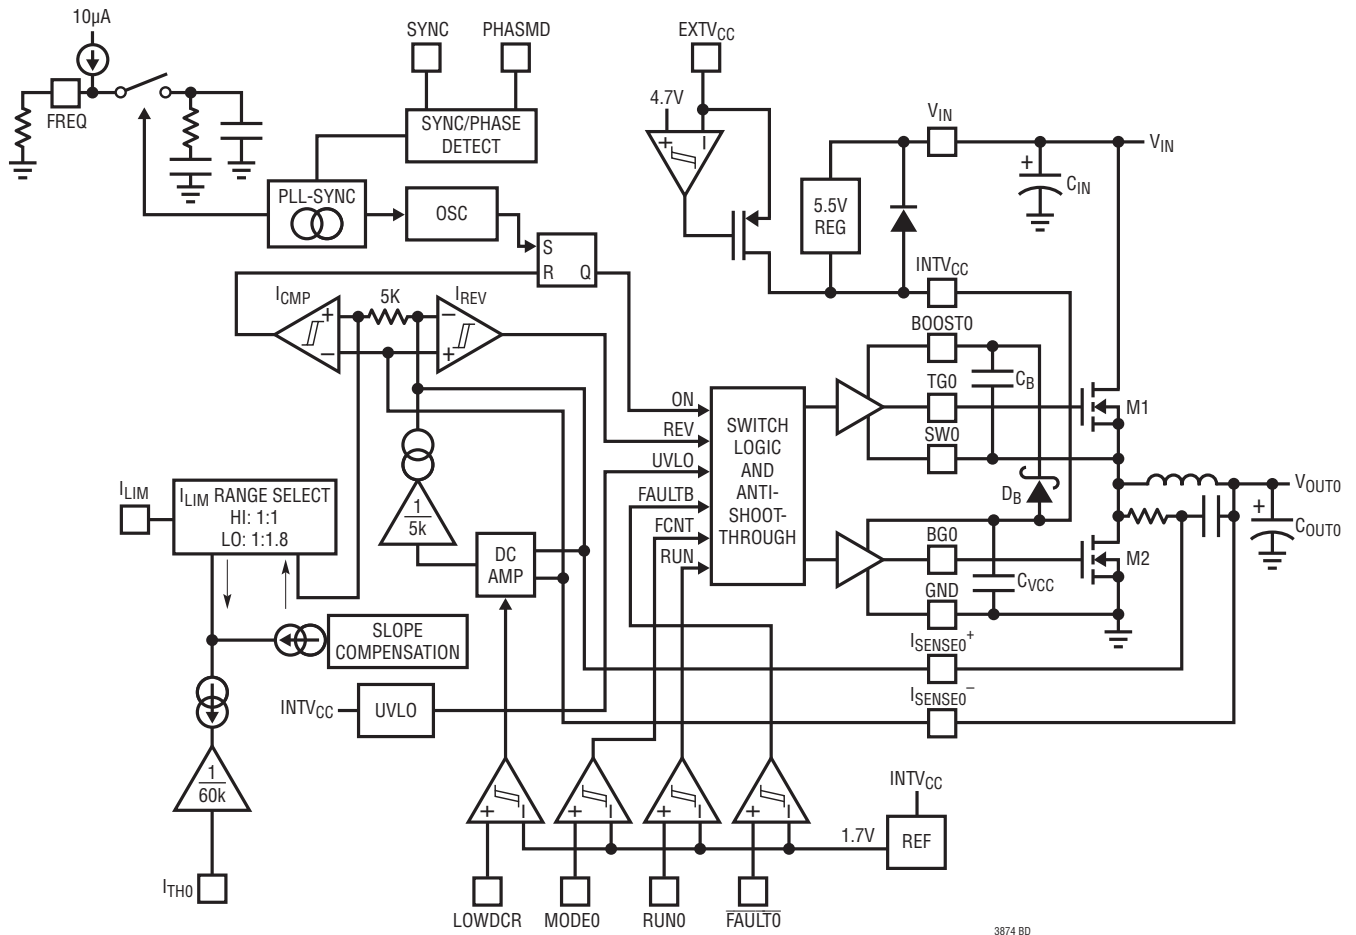 10µA
SYNC PHASMD
EXTVCC
FREQ
4.7V
+ –
SYNC/PHASE
DETECT
VIN
VIN
+
CIN
PLL-SYNC
OSC
5.5V
REG
S
R Q
INTVCC
ICMP
5K
IREV
+
–
–
+
BOOST0
TG0
CB
M1
SW0
ON
REV
UVLO
FAULTB
FCNT
RUN
SWITCH
LOGIC
AND
ANTI-
SHOOT-
THROUGH
DB
VOUT0
+
COUT0
ILIM
ILIM RANGE SELECT
HI: 1:1
LO: 1:1.8
1
5k
DC
AMP
BG0
M2
CVCC
GND
SLOPE
COMPENSATION
ISENSE0+
ISENSE0–
INTVCC
UVLO
1
60k
+ –
+ –
+ –
+ –
INTVCC
1.7V
REF
ITH0
LOWDCR
MODE0
RUN0
FAULT0
3874 BD